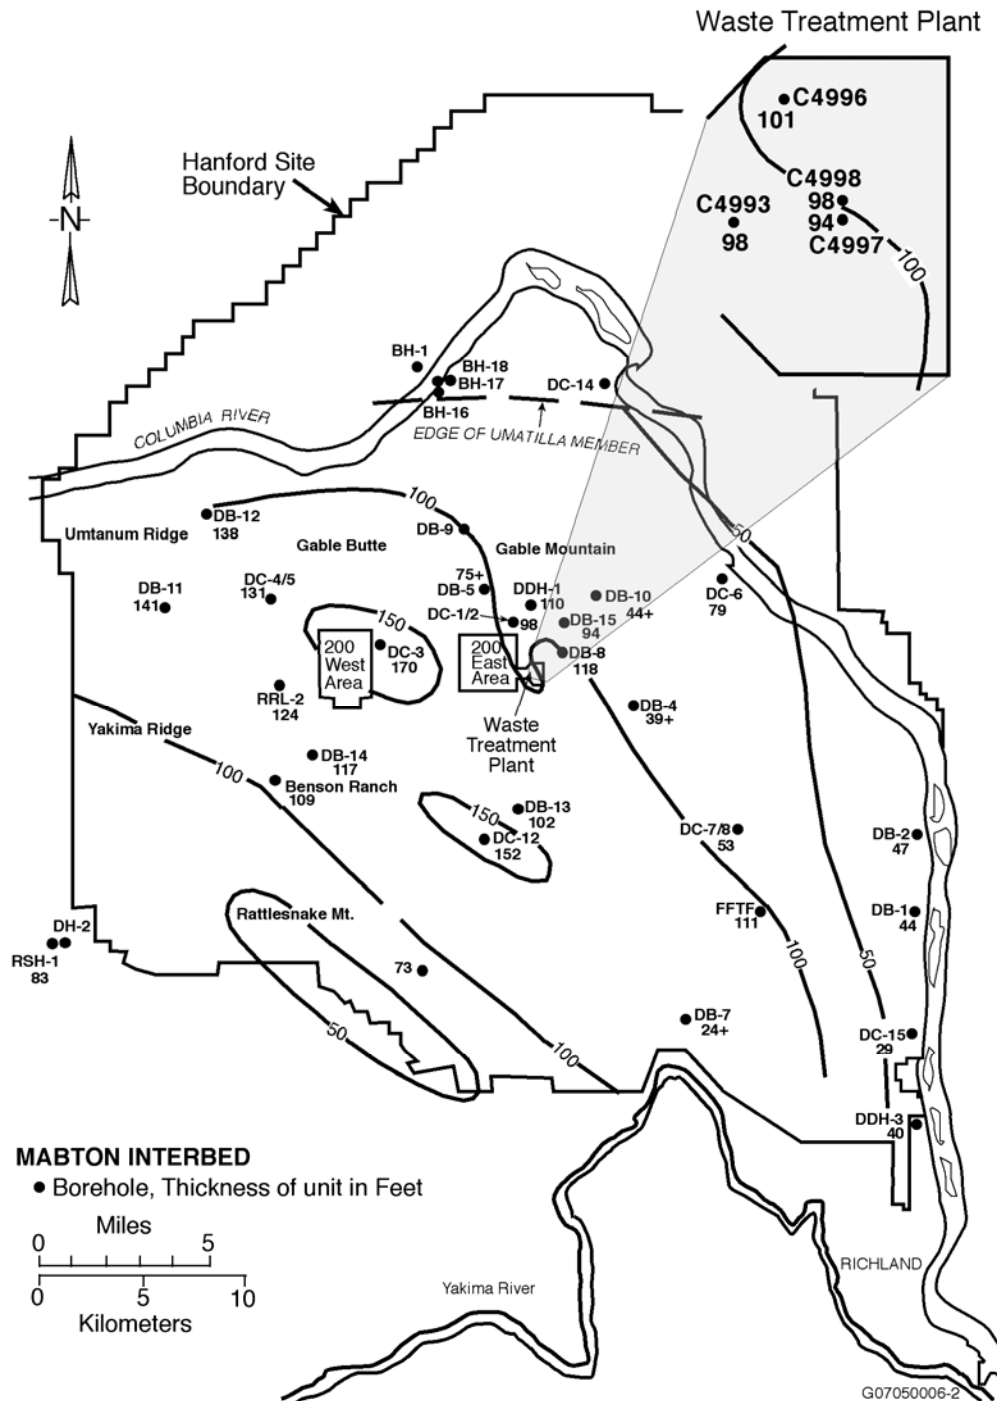 Waste Treatment Plant
C4996
101
C4998
98
C4993
98
94
C4997
100
Hanford Site
Boundary
N
BH-1
BH-18
BH-17
BH-16
DC-14
COLUMBIA RIVER
EDGE OF UMATILLA MEMBER
100
50
Umtanum Ridge
DB-12
138
Gable Butte
DB-9
Gable Mountain
DB-11
141
DC-4/5
131
75+
DB-5
DDH-1
110
DB-10
44+
DC-6
79
DC-1/2
98
DB-15
94
150
200
West
Area
DC-3
170
200
East
Area
DB-8
118
RRL-2
124
DB-4
39+
Yakima Ridge
Waste
Treatment
Plant
DB-14
117
100
Benson Ranch
109
150
DB-13
102
DC-12
152
DC-7/8
53
DB-2
47
Rattlesnake Mt.
FFTF
111
DB-1
44
DH-2
RSH-1
83
73
100
50
50
DB-7
24+
DC-15
29
100
DDH-3
40
MABTON INTERBED
Borehole, Thickness of unit in Feet
Miles
0 5
0 5 10
Kilometers
Yakima River
RICHLAND
G07050006-2